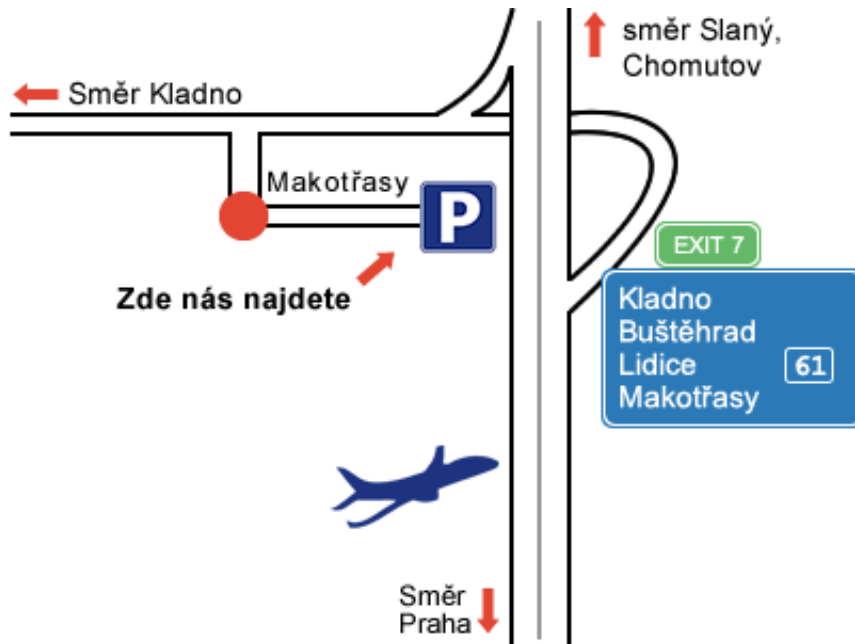 směr Slaný,
Chomutov
Směr Kladno
Makotřasy
P
Zde nás najdete
EXIT 7
Kladno
Buštěhrad
Lidice
61
Makotřasy
Směr
Praha